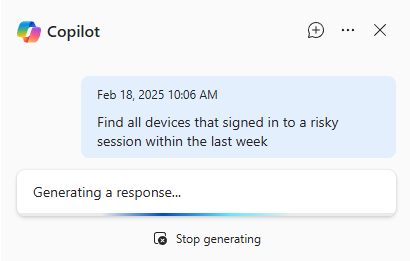 Copilot
Feb 18, 2025 10:06 AM
Find all devices that signed in to a risky
session within the last week
Generating a response...
Stop generating